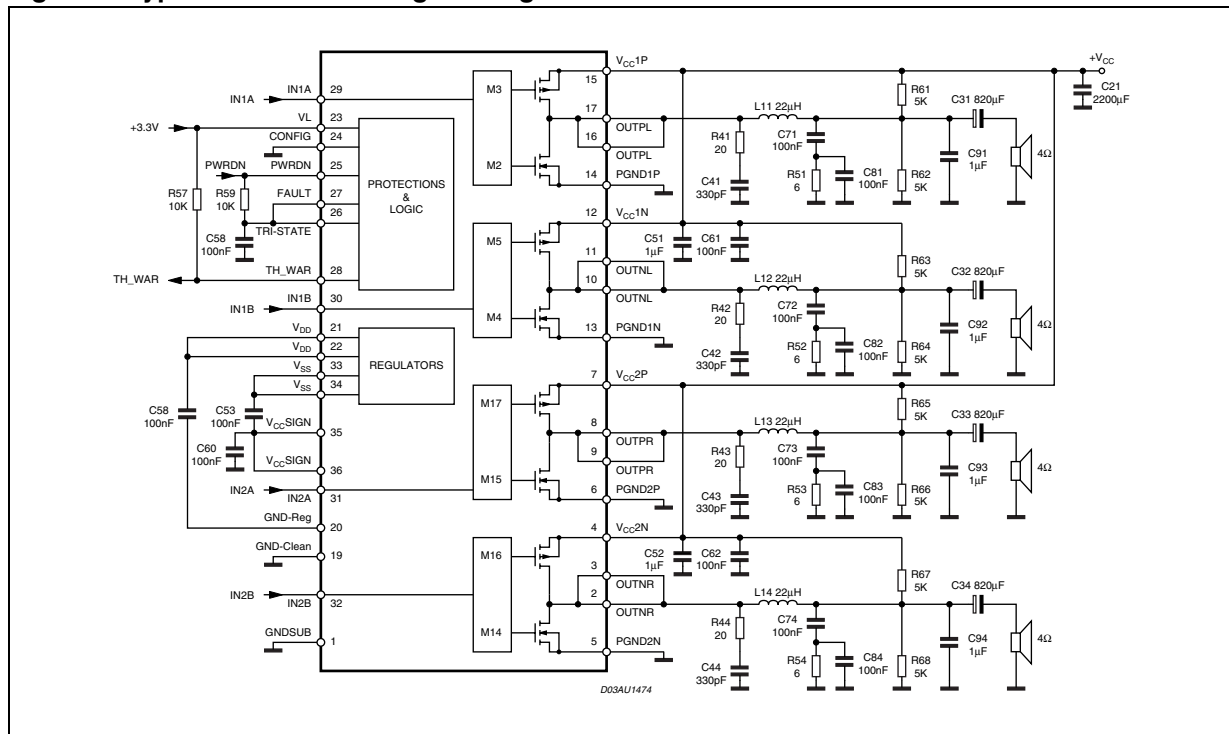 VCC1P
15
+VCC
C21
2200µF
IN1A
IN1A
29
M3
17
OUTPL
16
OUTPL
M2
14
PGND1P
R61
5K
L11 22µH
C31 820µF
R41
20
C71
100nF
C91
1µF
4Ω
C41
330pF
R51
6
C81
100nF
R62
5K
+3.3V
VL
23
CONFIG
24
PWRDN
PWRDN
25
FAULT
27
26
TRI-STATE
R57
10K
R59
10K
C58
100nF
PROTECTIONS
&
LOGIC
TH_WAR
TH_WAR
28
IN1B
IN1B
30
12
VCC1N
M5
11
OUTNL
10
OUTNL
M4
13
PGND1N
C51
1µF
C61
100nF
R63
5K
L12 22µH
C32 820µF
R42
20
C72
100nF
C92
1µF
4Ω
C42
330pF
R52
6
C82
100nF
R64
5K
VDD
21
VDD
22
VSS
33
VSS
34
REGULATORS
C58
100nF
C53
100nF
VCCSIGN
35
C60
100nF
VCCSIGN
36
IN2A
IN2A
31
GND-Reg
20
GND-Clean
19
7
VCC2P
M17
8
OUTPR
9
OUTPR
M15
6
PGND2P
R65
5K
L13 22µH
C33 820µF
R43
20
C73
100nF
C93
1µF
4Ω
C43
330pF
R53
6
C83
100nF
R66
5K
4
VCC2N
M16
3
OUTNR
2
OUTNR
M14
5
PGND2N
C52
1µF
C62
100nF
R67
5K
L14 22µH
C34 820µF
R44
20
C74
100nF
C94
1µF
4Ω
C44
330pF
R54
6
C84
100nF
R68
5K
IN2B
IN2B
32
GNDSUB
1
D03AU1474